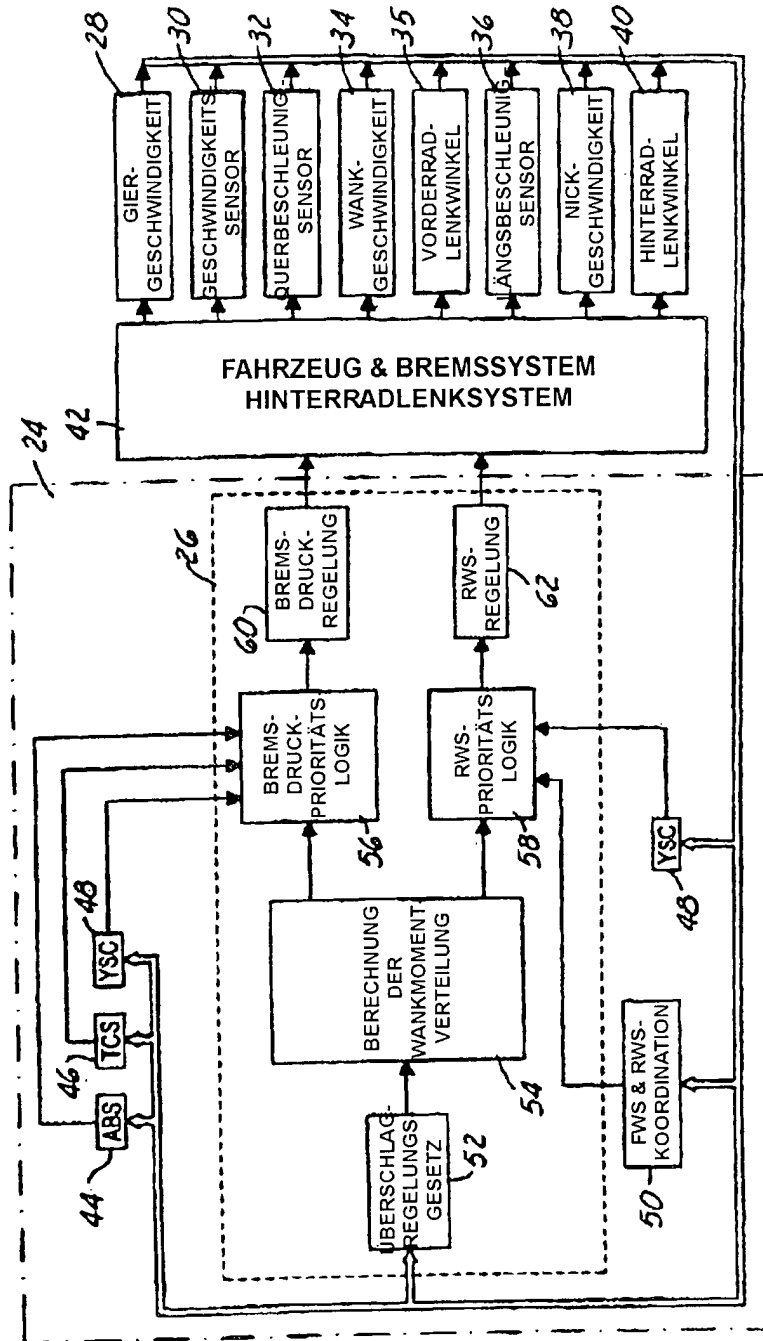 24
44
ABS
46
TCS
YSC
48
26
ÜBERSCHLAG-
REGELUNGS
GESETZ
52
BERECHNUNG
DER
WANKMOMENT
VERTEILUNG
54
BREMS-
DRUCK-
PRIORITÄTS
LOGIK
56
60
BREMS-
DRUCK-
REGELUNG
RWS-
PRIORITÄTS
LOGIK
58
RWS-
REGELUNG
62
FWS & RWS-
KOORDINATION
50
YSC
48
42
FAHRZEUG & BREMSSYSTEM
HINTERRADLENKSYSTEM
GIER-
GESCHWINDIGKEIT
28
GESCHWINDIGKEITS-
SENSOR
30
QUERBESCHLEUNIG-
SENSOR
32
WANK-
GESCHWINDIGKEIT
34
VORDERRAD-
LENKWINKEL
35
LÄNGSBESCHLEUNIG-
SENSOR
36
NICK-
GESCHWINDIGKEIT
38
HINTERRAD-
LENKWINKEL
40